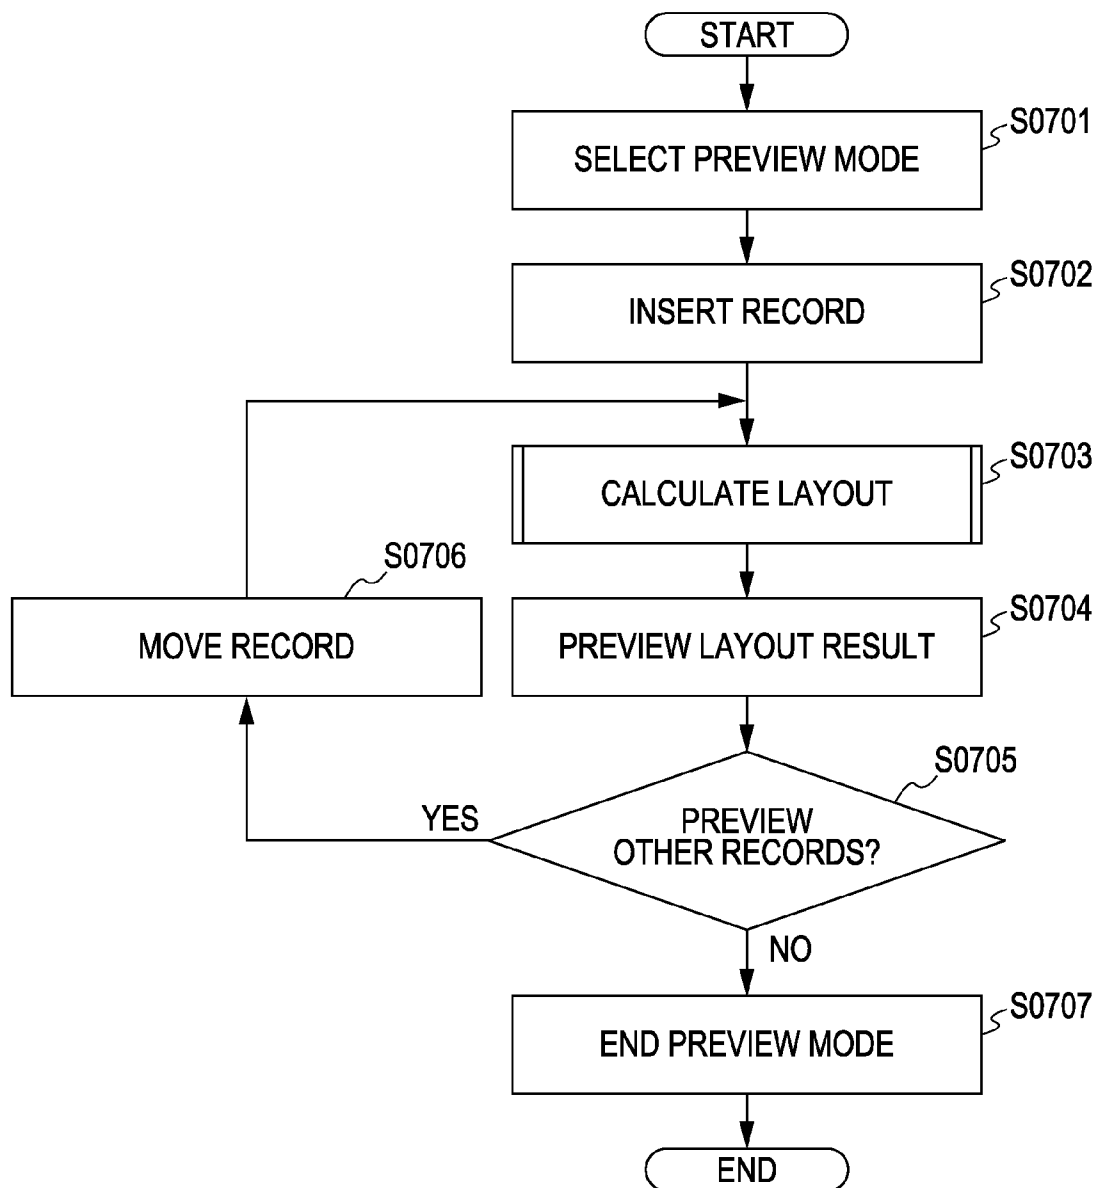 START
S0701
SELECT PREVIEW MODE
S0702
INSERT RECORD
S0703
CALCULATE LAYOUT
S0706
MOVE RECORD
S0704
PREVIEW LAYOUT RESULT
S0705
YES
PREVIEW
OTHER RECORDS?
NO
S0707
END PREVIEW MODE
END